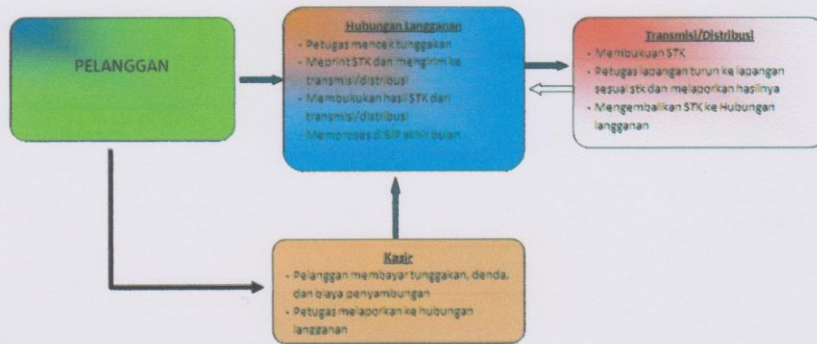 PELANGGAN
Hubungan Langganan
- Petugas mencek tunggakan
- Meprint STK dan mengirim ke
transmisi/distribusi
- Membukukan hasil STK dari
transmisi/distribusi
- Memproses di SIP akhir bulan
Transmisi/Distribusi
- Membukuan STK
- Petugas lapangan turun ke lapangan
sesuai stk dan melaporkan hasilnya
- Mengembalikan STK ke Hubungan
langganan
Kasir
- Pelanggan membayar tunggakan, denda,
dan biaya penyambungan
- Petugas melaporkan ke hubungan
langganan